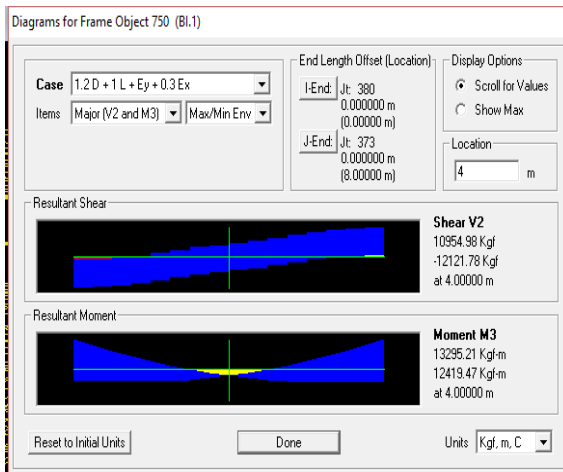 Diagrams for Frame Object 750 (BI.1)
Case 1.2 D + 1 L + Ey + 0.3 Ex
Items Major (V2 and M3) Max/Min Env
End Length Offset (Location)
I-End: Jt: 380
0.000000 m
(0.00000 m)
J-End: Jt: 373
0.000000 m
(8.00000 m)
Display Options
Scroll for Values
Show Max
Location
4 m
Resultant Shear
Shear V2
10954.98 Kgf
-12121.78 Kgf
at 4.00000 m
Resultant Moment
Moment M3
13295.21 Kgf-m
12419.47 Kgf-m
at 4.00000 m
Reset to Initial Units
Done
Units Kgf, m, C